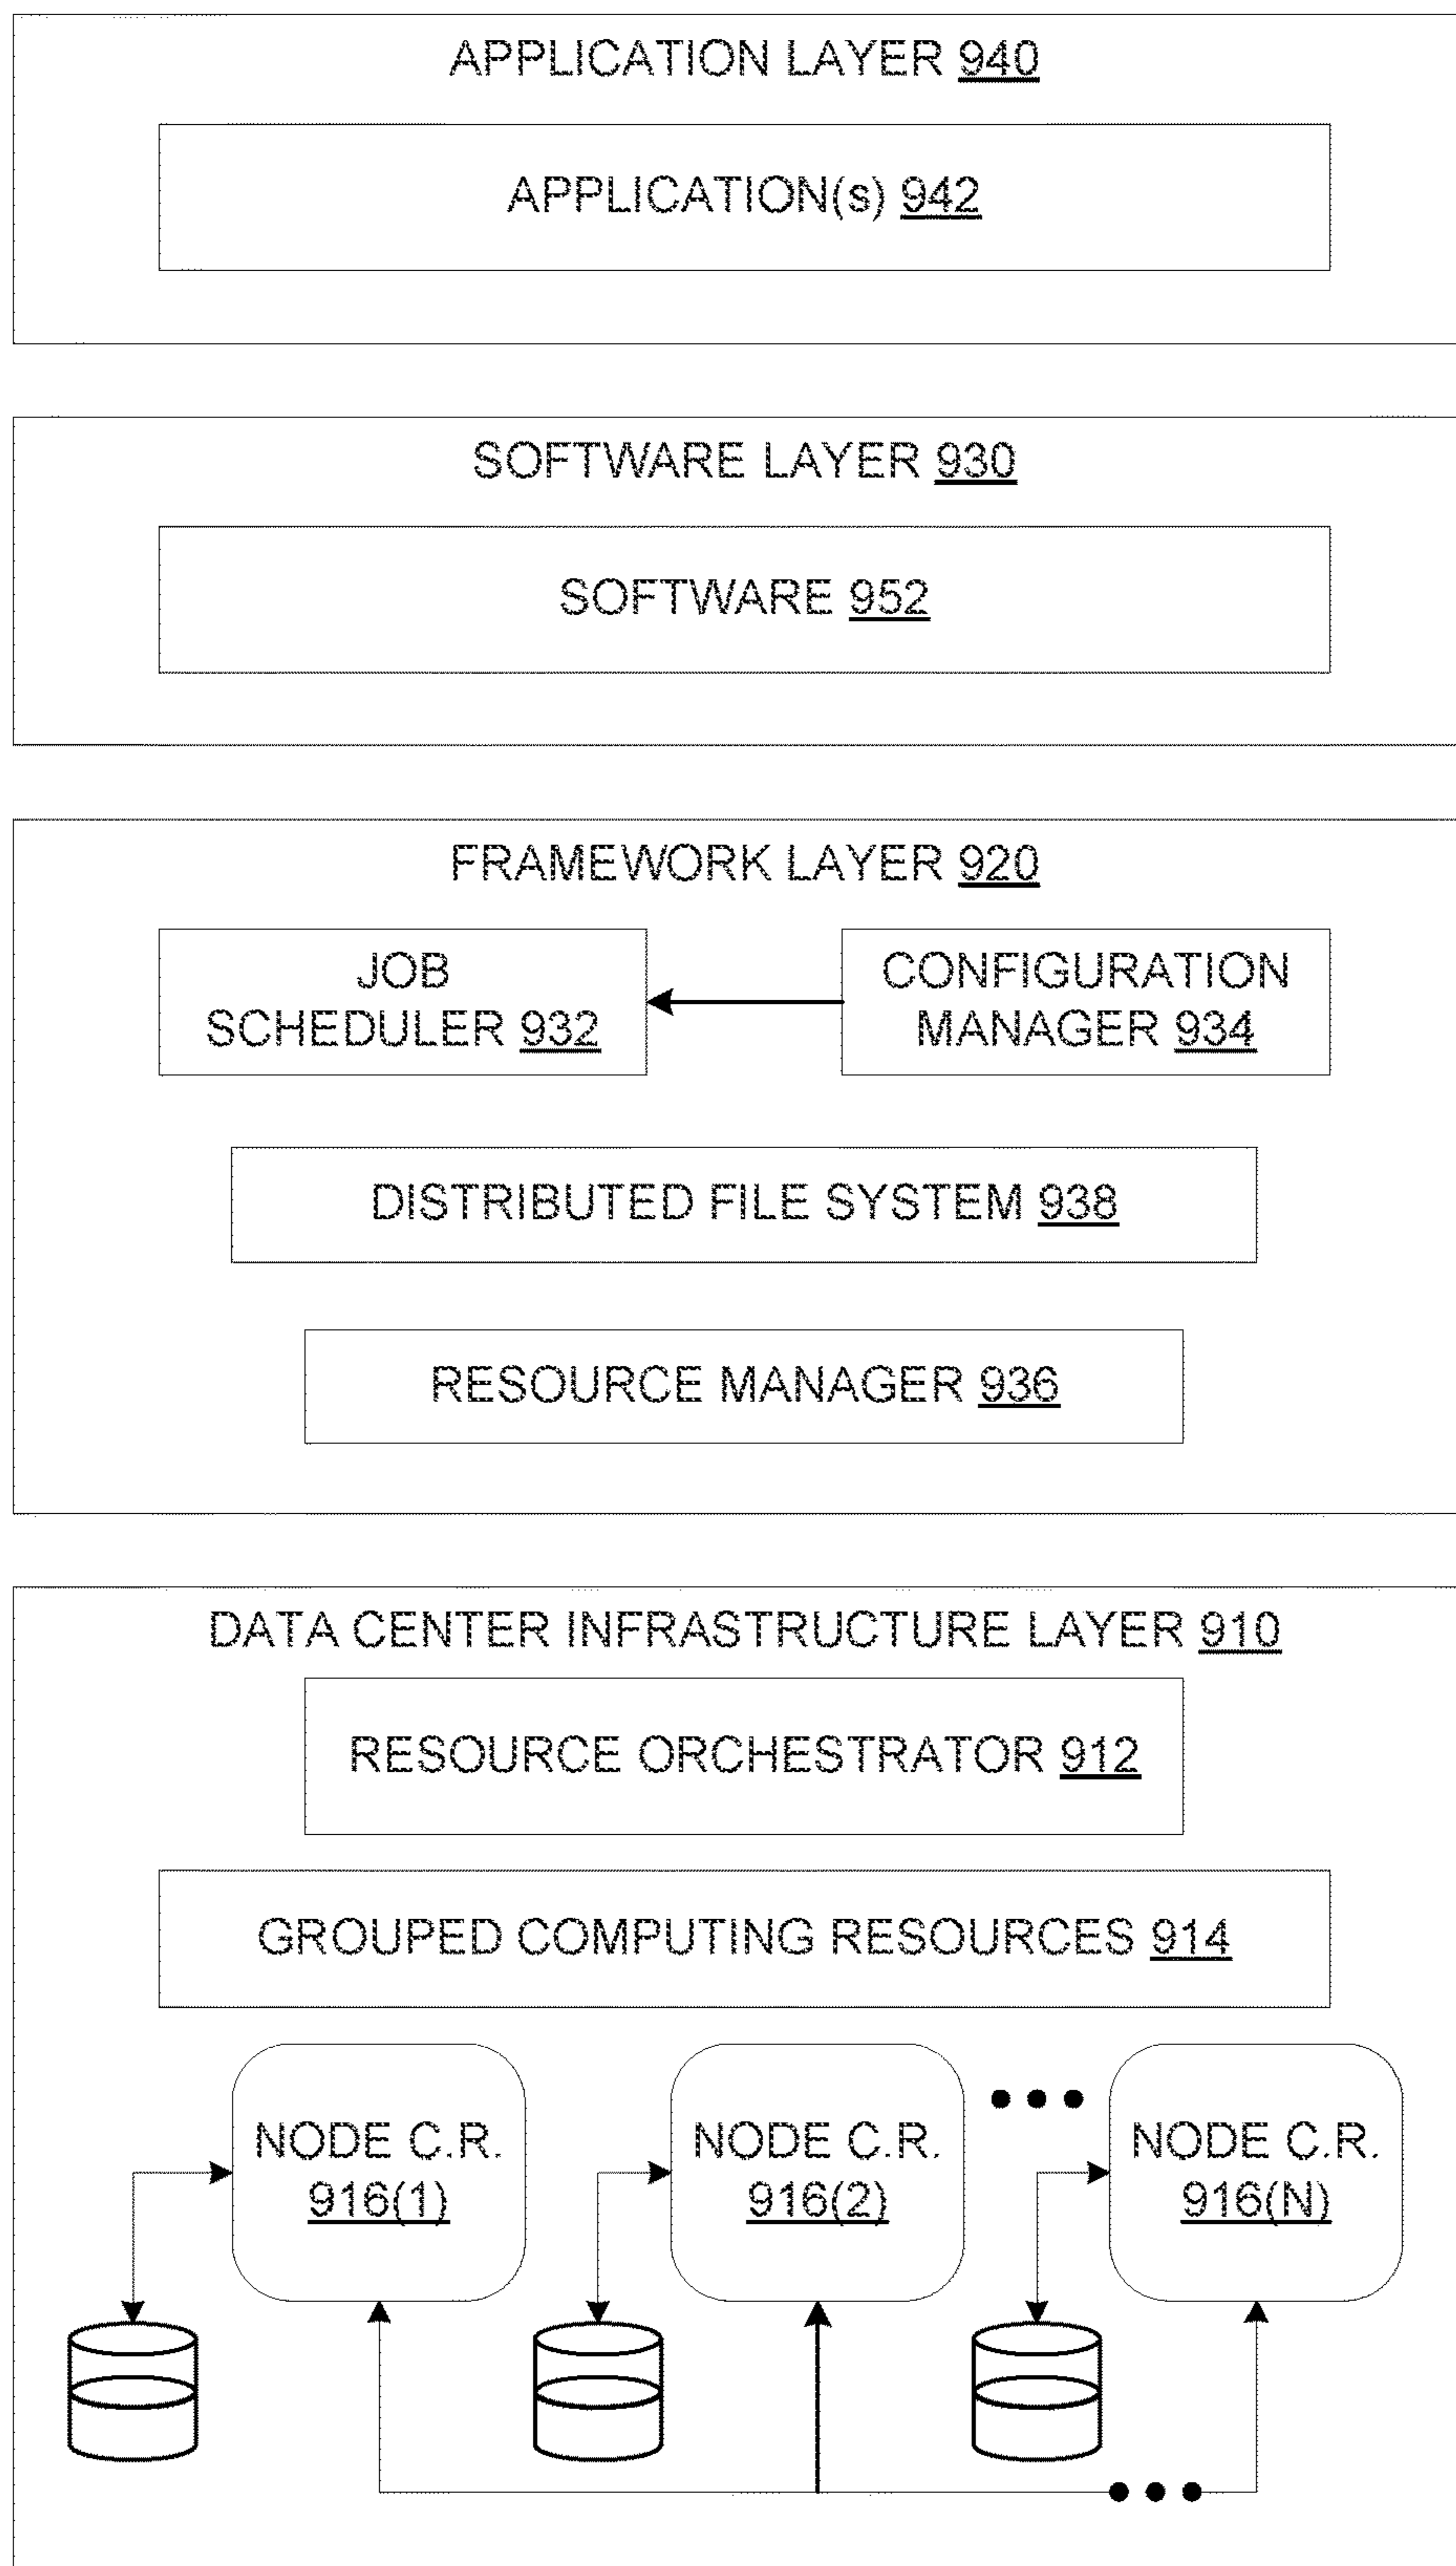 APPLICATION LAYER 940
APPLICATION(s) 942
SOFTWARE LAYER 930
SOFTWARE 952
FRAMEWORK LAYER 920
JOB
SCHEDULER 932
CONFIGURATION
MANAGER 934
DISTRIBUTED FILE SYSTEM 938
RESOURCE MANAGER 936
DATA CENTER INFRASTRUCTURE LAYER 910
RESOURCE ORCHESTRATOR 912
GROUPED COMPUTING RESOURCES 914
NODE C.R.
916(1)
NODE C.R.
916(2)
NODE C.R.
916(N)